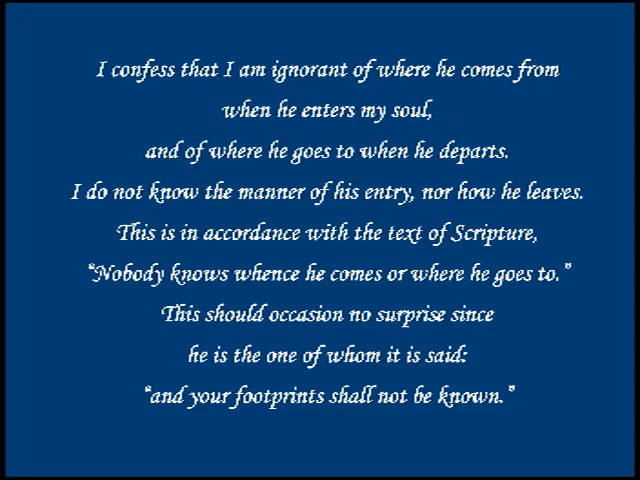 I confess that I am ignorant of where he comes from
when he enters my soul,
and of where he goes to when he departs.
I do not know the manner of his entry, nor how he leaves.
This is in accordance with the text of Scripture,
“Nobody knows whence he comes or where he goes to.”
This should occasion no surprise since
he is the one of whom it is said:
“and your footprints shall not be known.”